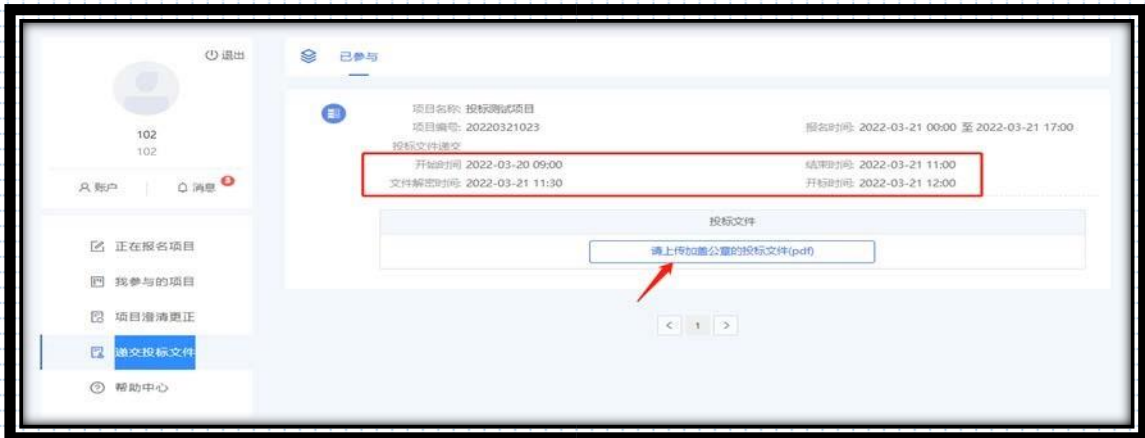 退出
102
102
账户
消息
正在报名项目
我参与的项目
项目澄清更正
递交投标文件
帮助中心
已参与
项目名称: 投标测试项目
项目编号: 20220321023
报名时间: 2022-03-21 00:00 至 2022-03-21 17:00
投标文件递交
开始时间: 2022-03-20 09:00
结束时间: 2022-03-21 11:00
文件解密时间: 2022-03-21 11:30
开标时间: 2022-03-21 12:00
投标文件
请上传加盖公章的投标文件(pdf)
< 1 >